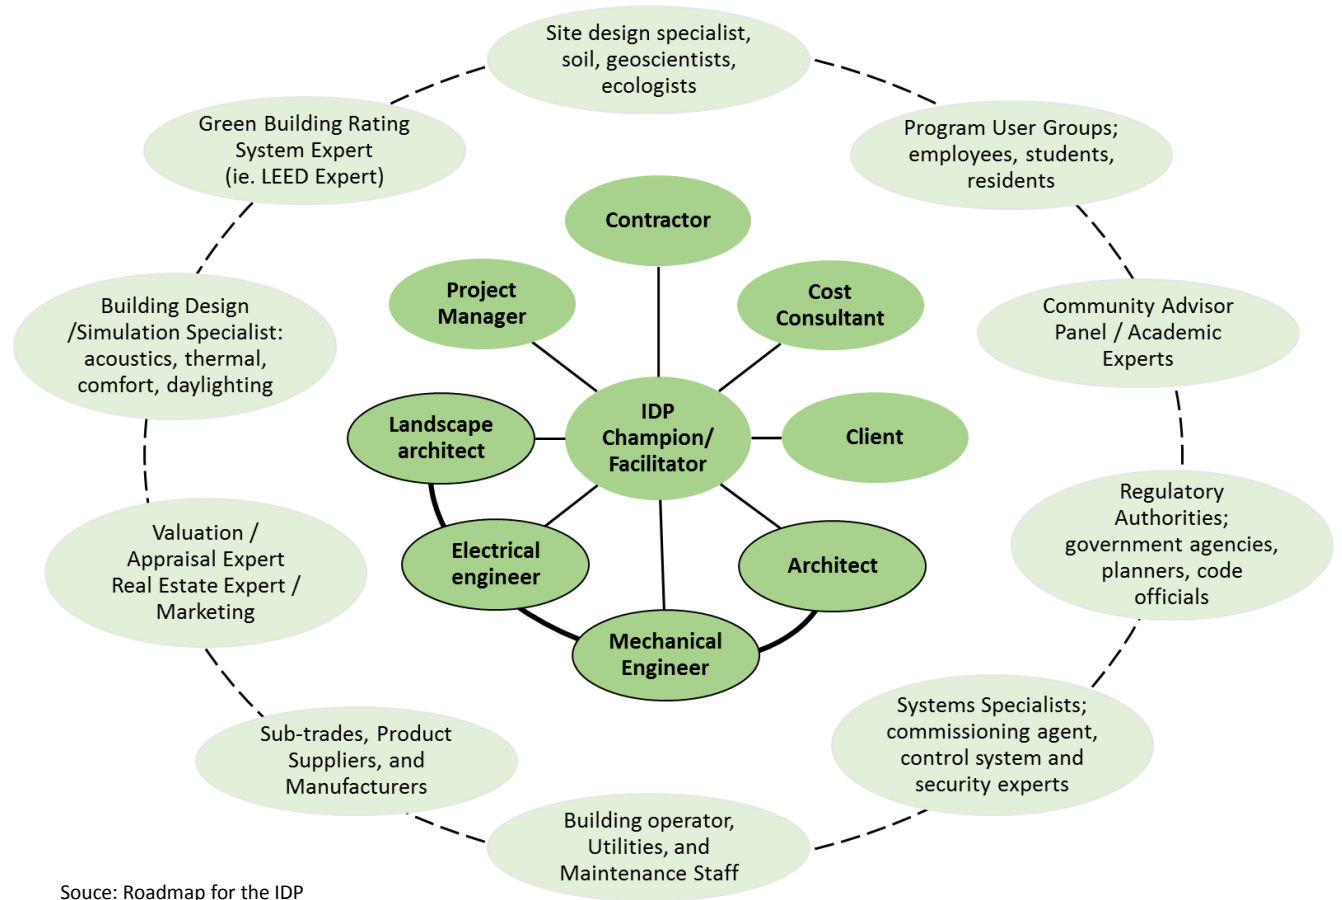 Site design specialist,
soil, geoscientists,
ecologists
Green Building Rating
System Expert
(ie. LEED Expert)
Program User Groups;
employees, students,
residents
Contractor
Project
Manager
Cost
Consultant
Building Design
/Simulation Specialist:
acoustics, thermal,
comfort, daylighting
Community Advisor
Panel / Academic
Experts
Landscape
architect
IDP
Champion/
Facilitator
Client
Electrical
engineer
Architect
Mechanical
Engineer
Valuation /
Appraisal Expert
Real Estate Expert /
Marketing
Regulatory
Authorities;
government agencies,
planners, code
officials
Sub-trades, Product
Suppliers, and
Manufacturers
Systems Specialists;
commissioning agent,
control system and
security experts
Building operator,
Utilities, and
Maintenance Staff
Souce: Roadmap for the IDP